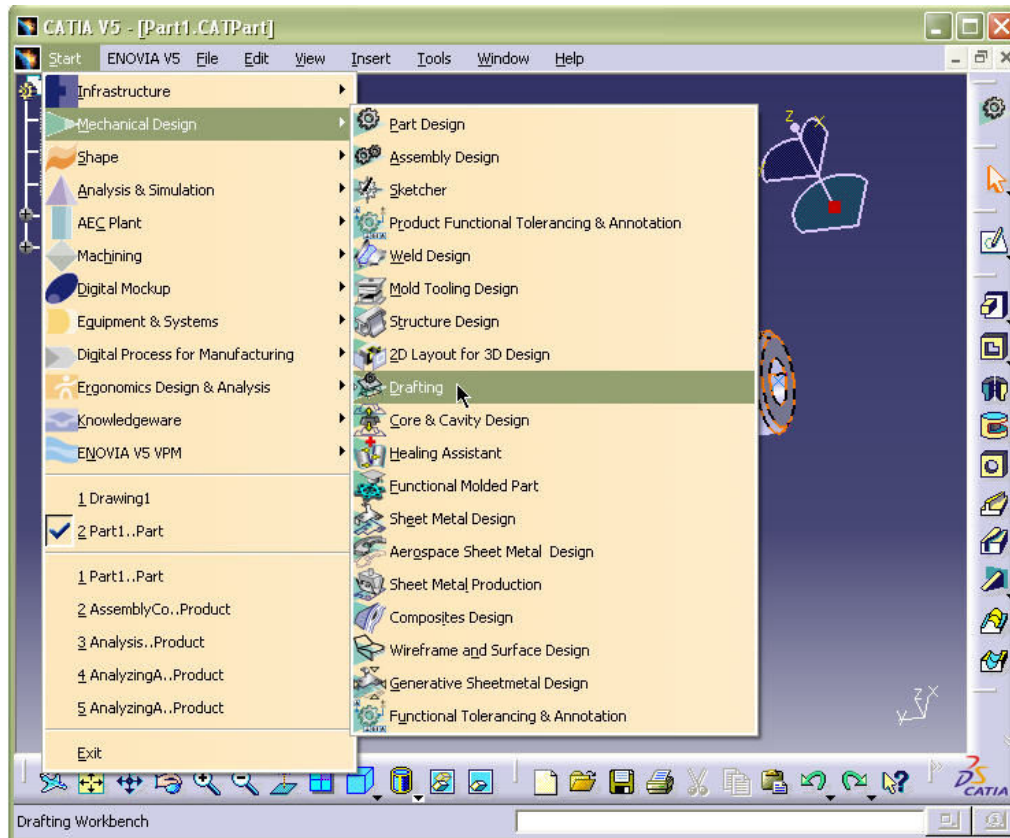 CATIA V5 - [Part1.CATPart]
Start ENOVIA V5 File Edit View Insert Tools Window Help
Infrastructure
Mechanical Design
Shape
Analysis & Simulation
AEC Plant
Machining
Digital Mockup
Equipment & Systems
Digital Process for Manufacturing
Ergonomics Design & Analysis
Knowledgeware
ENOVIA V5 VPM
1 Drawing1
2 Part1..Part
1 Part1..Part
2 AssemblyCo..Product
3 Analysis..Product
4 AnalyzingA..Product
5 AnalyzingA..Product
Exit
Part Design
Assembly Design
Sketcher
Product Functional Tolerancing & Annotation
Weld Design
Mold Tooling Design
Structure Design
2D Layout for 3D Design
Drafting
Core & Cavity Design
Healing Assistant
Functional Molded Part
Sheet Metal Design
Aerospace Sheet Metal Design
Sheet Metal Production
Composites Design
Wireframe and Surface Design
Generative Sheetmetal Design
Functional Tolerancing & Annotation
z x
z x
y
CATIA
Drafting Workbench